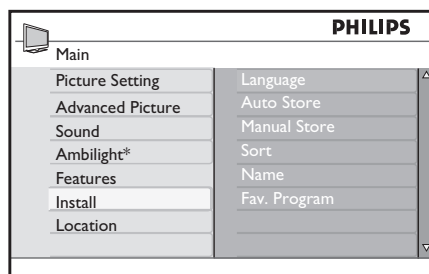 PHILIPS
Main
Picture Setting
Advanced Picture
Sound
Ambilight*
Features
Install
Location
Language
Auto Store
Manual Store
Sort
Name
Fav. Program